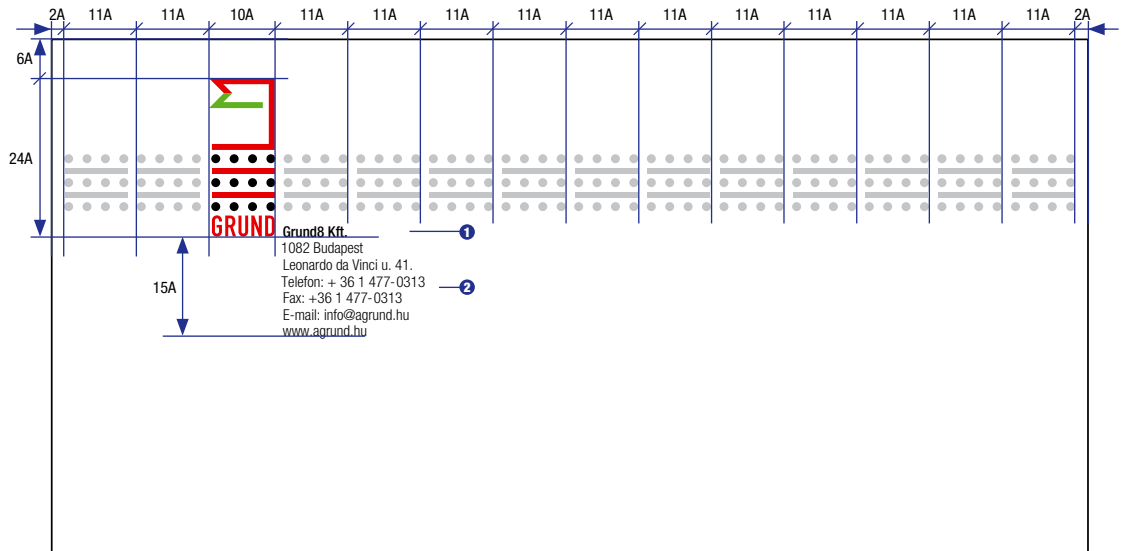 2A 11A 11A 10A 11A 11A 11A 11A 11A 11A 11A 11A 11A 11A 11A 2A
6A
24A
GRUND
Grund8 Kft. 1
1082 Budapest
Leonardo da Vinci u. 41.
Telefon: + 36 1 477-0313 2
15A
Fax: +36 1 477-0313
E-mail: info@agrund.hu
www.agrund.hu